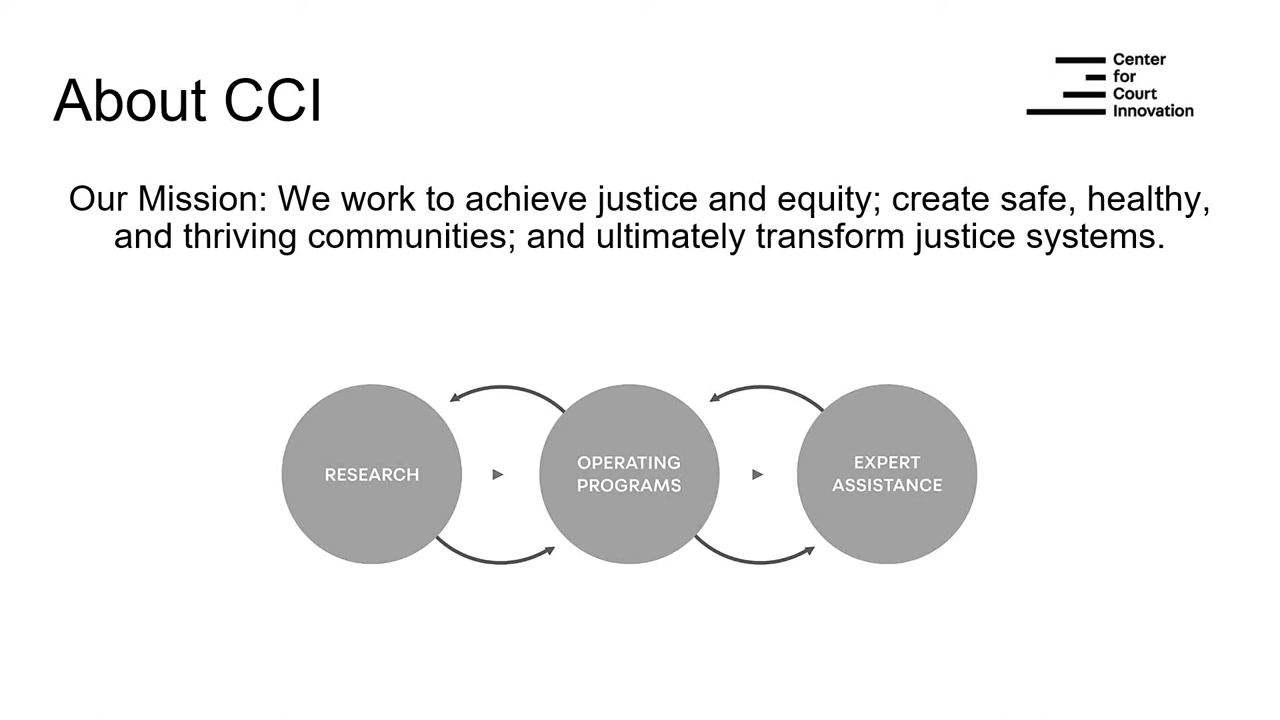 About CCI
Center
for
Court
Innovation
Our Mission: We work to achieve justice and equity; create safe, healthy,
and thriving communities; and ultimately transform justice systems.
RESEARCH
OPERATING
PROGRAMS
EXPERT
ASSISTANCE